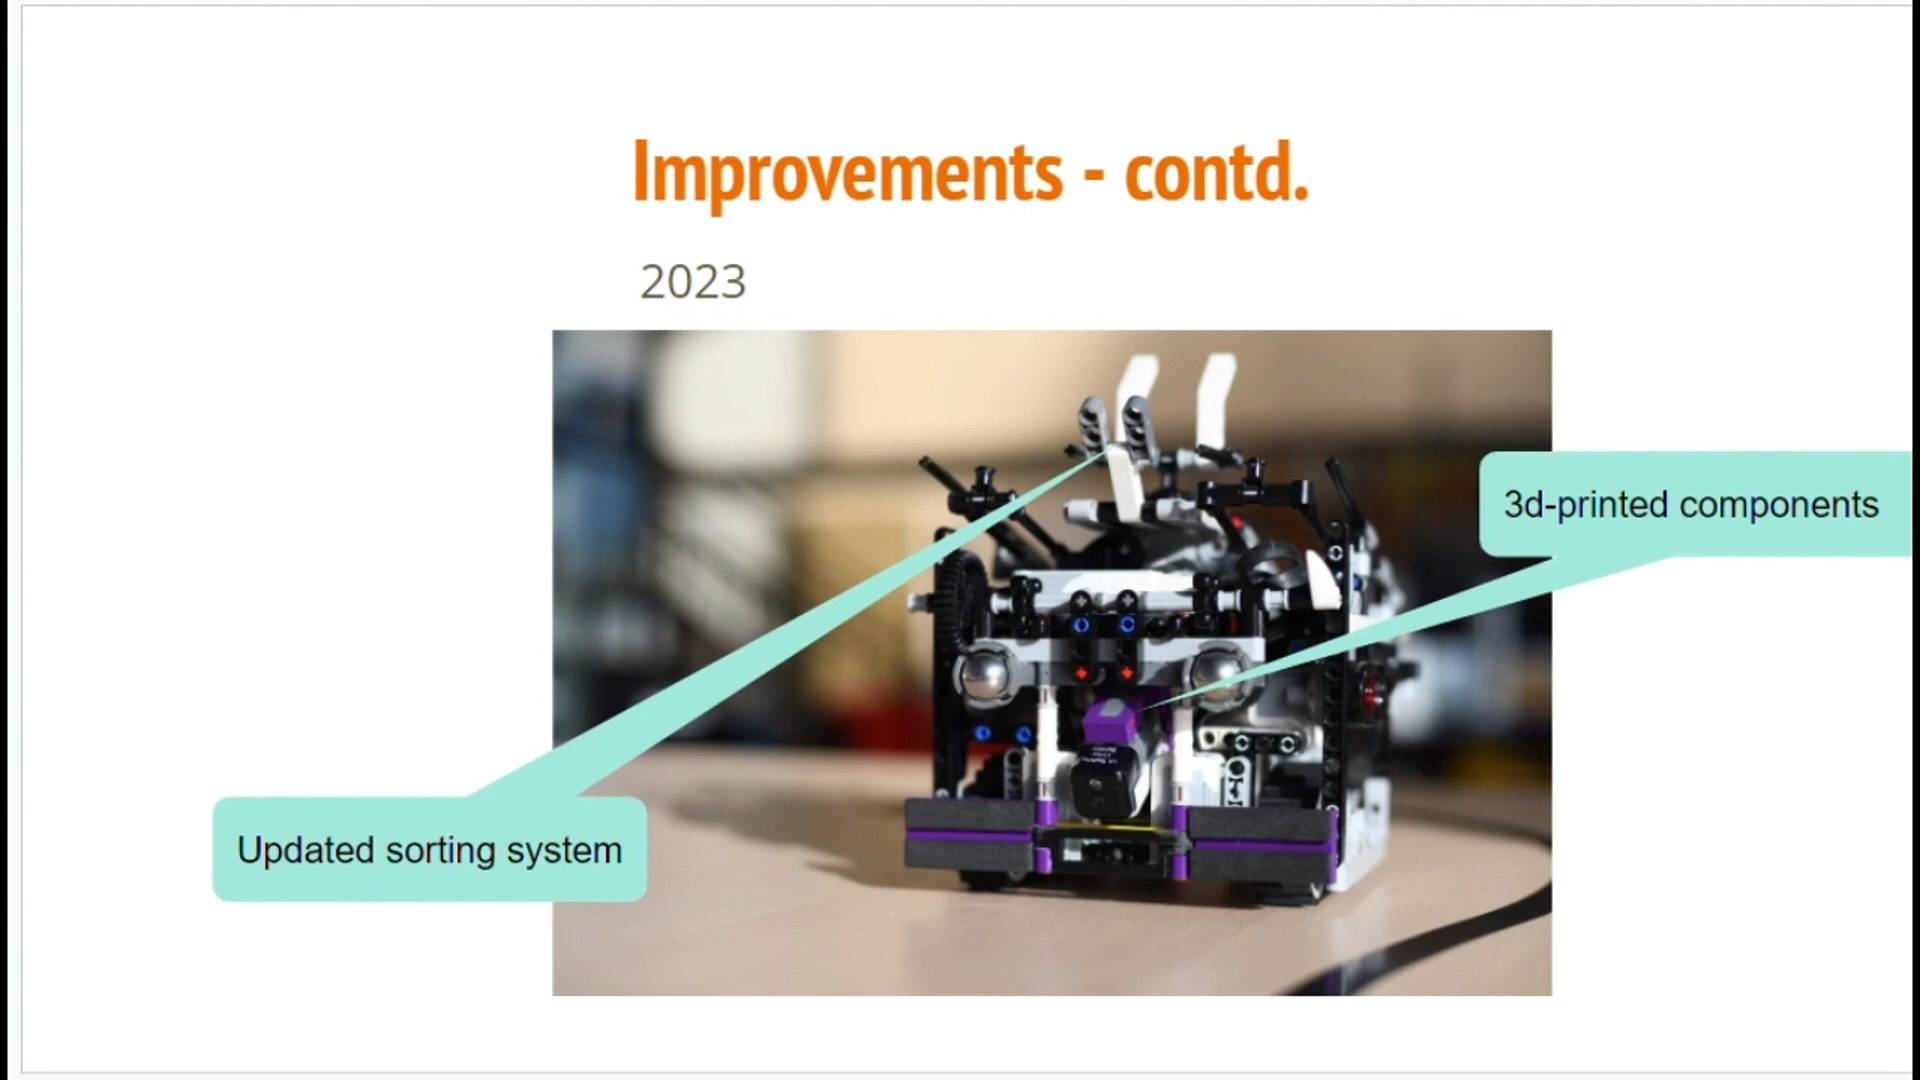 Improvements - contd.
2023
3d-printed components
Updated sorting system